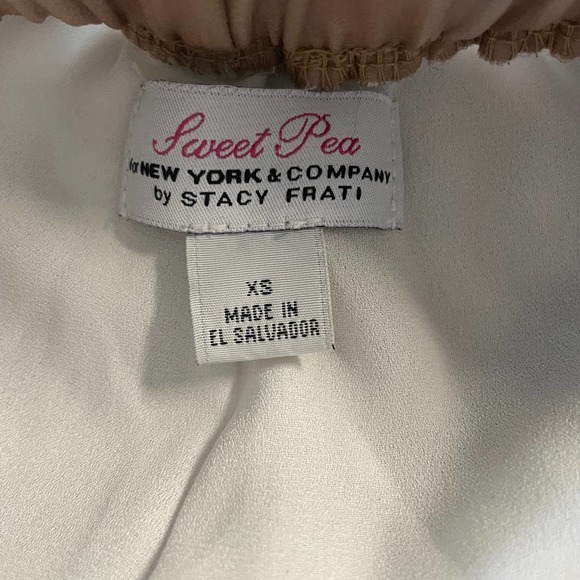 Sweet Pea
for NEW YORK & COMPANY
by STACY FRATI
XS
MADE IN
EL SALVADOR